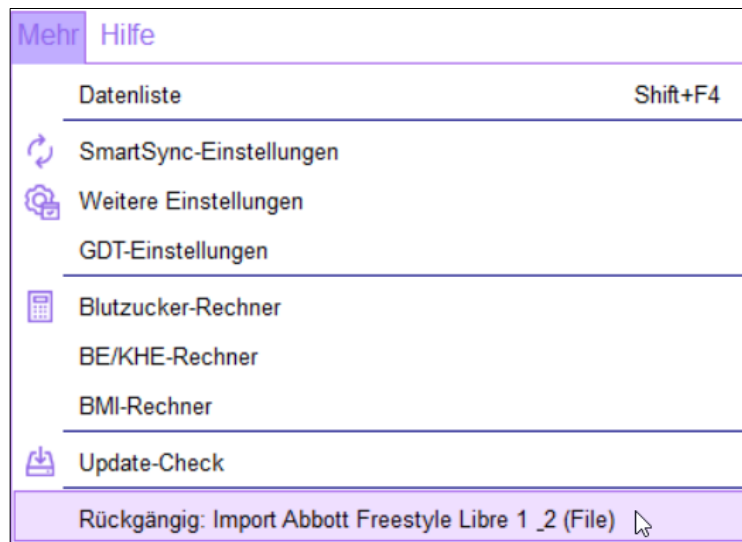 Mehr Hilfe
Datenliste Shift+F4
SmartSync-Einstellungen
Weitere Einstellungen
GDT-Einstellungen
Blutzucker-Rechner
BE/KHE-Rechner
BMI-Rechner
Update-Check
Rückgängig: Import Abbott Freestyle Libre 1 _2 (File)